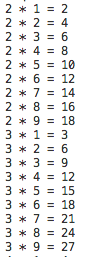 2 * 1 = 2
2 * 2 = 4
2 * 3 = 6
2 * 4 = 8
2 * 5 = 10
2 * 6 = 12
2 * 7 = 14
2 * 8 = 16
2 * 9 = 18
3 * 1 = 3
3 * 2 = 6
3 * 3 = 9
3 * 4 = 12
3 * 5 = 15
3 * 6 = 18
3 * 7 = 21
3 * 8 = 24
3 * 9 = 27